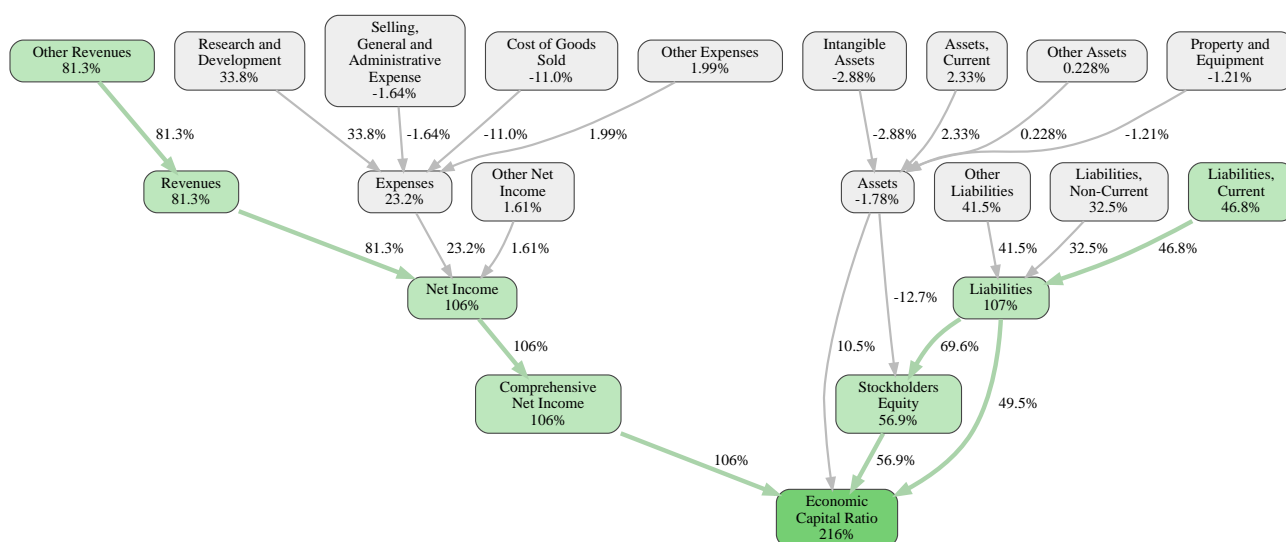 Other Revenues
81.3%
Research and
Development
33.8%
Selling,
General and
Administrative
Expense
-1.64%
Cost of Goods
Sold
-11.0%
Other Expenses
1.99%
Intangible
Assets
-2.88%
Assets,
Current
2.33%
Other Assets
0.228%
Property and
Equipment
-1.21%
81.3%
33.8%
-1.64%
-11.0%
1.99%
-2.88%
2.33%
0.228%
-1.21%
Revenues
81.3%
Expenses
23.2%
Other Net
Income
1.61%
Assets
-1.78%
Other
Liabilities
41.5%
Liabilities,
Non-Current
32.5%
Liabilities,
Current
46.8%
81.3%
23.2%
1.61%
41.5%
32.5%
46.8%
Net Income
106%
-12.7%
Liabilities
107%
106%
10.5%
69.6%
Comprehensive
Net Income
106%
Stockholders
Equity
56.9%
49.5%
106%
56.9%
Economic
Capital Ratio
216%